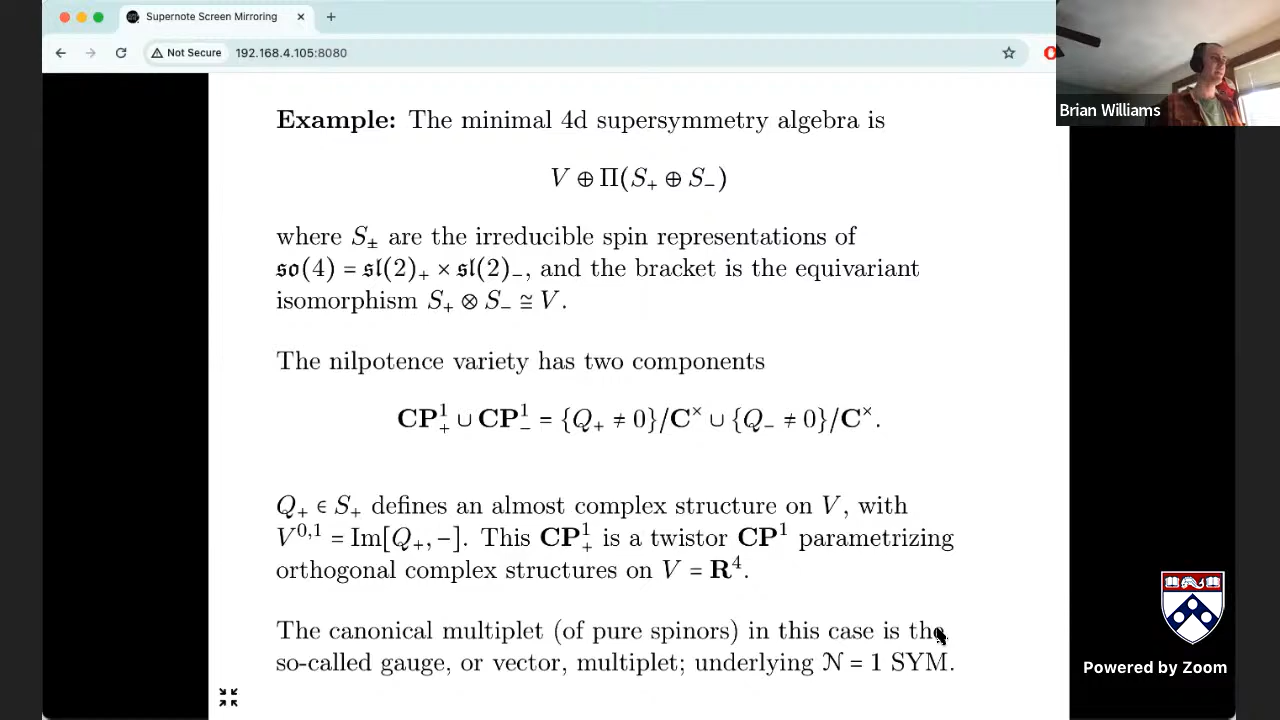 Supernote Screen Mirroring
Not Secure 192.168.4.105:8080
Brian Williams
Example: The minimal 4d supersymmetry algebra is
V ⊕ Π(S₊ ⊕ S₋)
where S± are the irreducible spin representations of
𝔰𝔬(4) = 𝔰𝔩(2)₊ × 𝔰𝔩(2)₋, and the bracket is the equivariant
isomorphism S₊ ⊗ S₋ ≅ V.
The nilpotence variety has two components
CP¹₊ ∪ CP¹₋ = {Q₊ ≠ 0}/C^× ∪ {Q₋ ≠ 0}/C^×.
Q₊ ∈ S₊ defines an almost complex structure on V, with
V^{0,1} = Im[Q₊, −]. This CP¹₊ is a twistor CP¹ parametrizing
orthogonal complex structures on V = R⁴.
The canonical multiplet (of pure spinors) in this case is the
so-called gauge, or vector, multiplet; underlying 𝒩 = 1 SYM.
Powered by Zoom